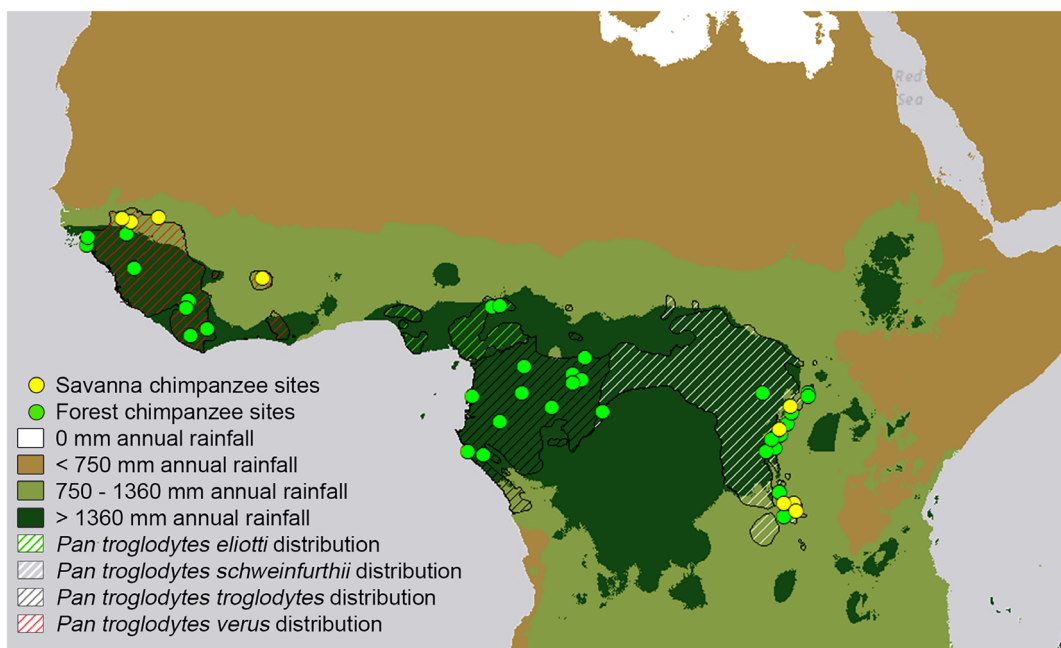 Red
Sea
Savanna chimpanzee sites
Forest chimpanzee sites
0 mm annual rainfall
< 750 mm annual rainfall
750 - 1360 mm annual rainfall
> 1360 mm annual rainfall
Pan troglodytes eliotti distribution
Pan troglodytes schweinfurthii distribution
Pan troglodytes troglodytes distribution
Pan troglodytes verus distribution